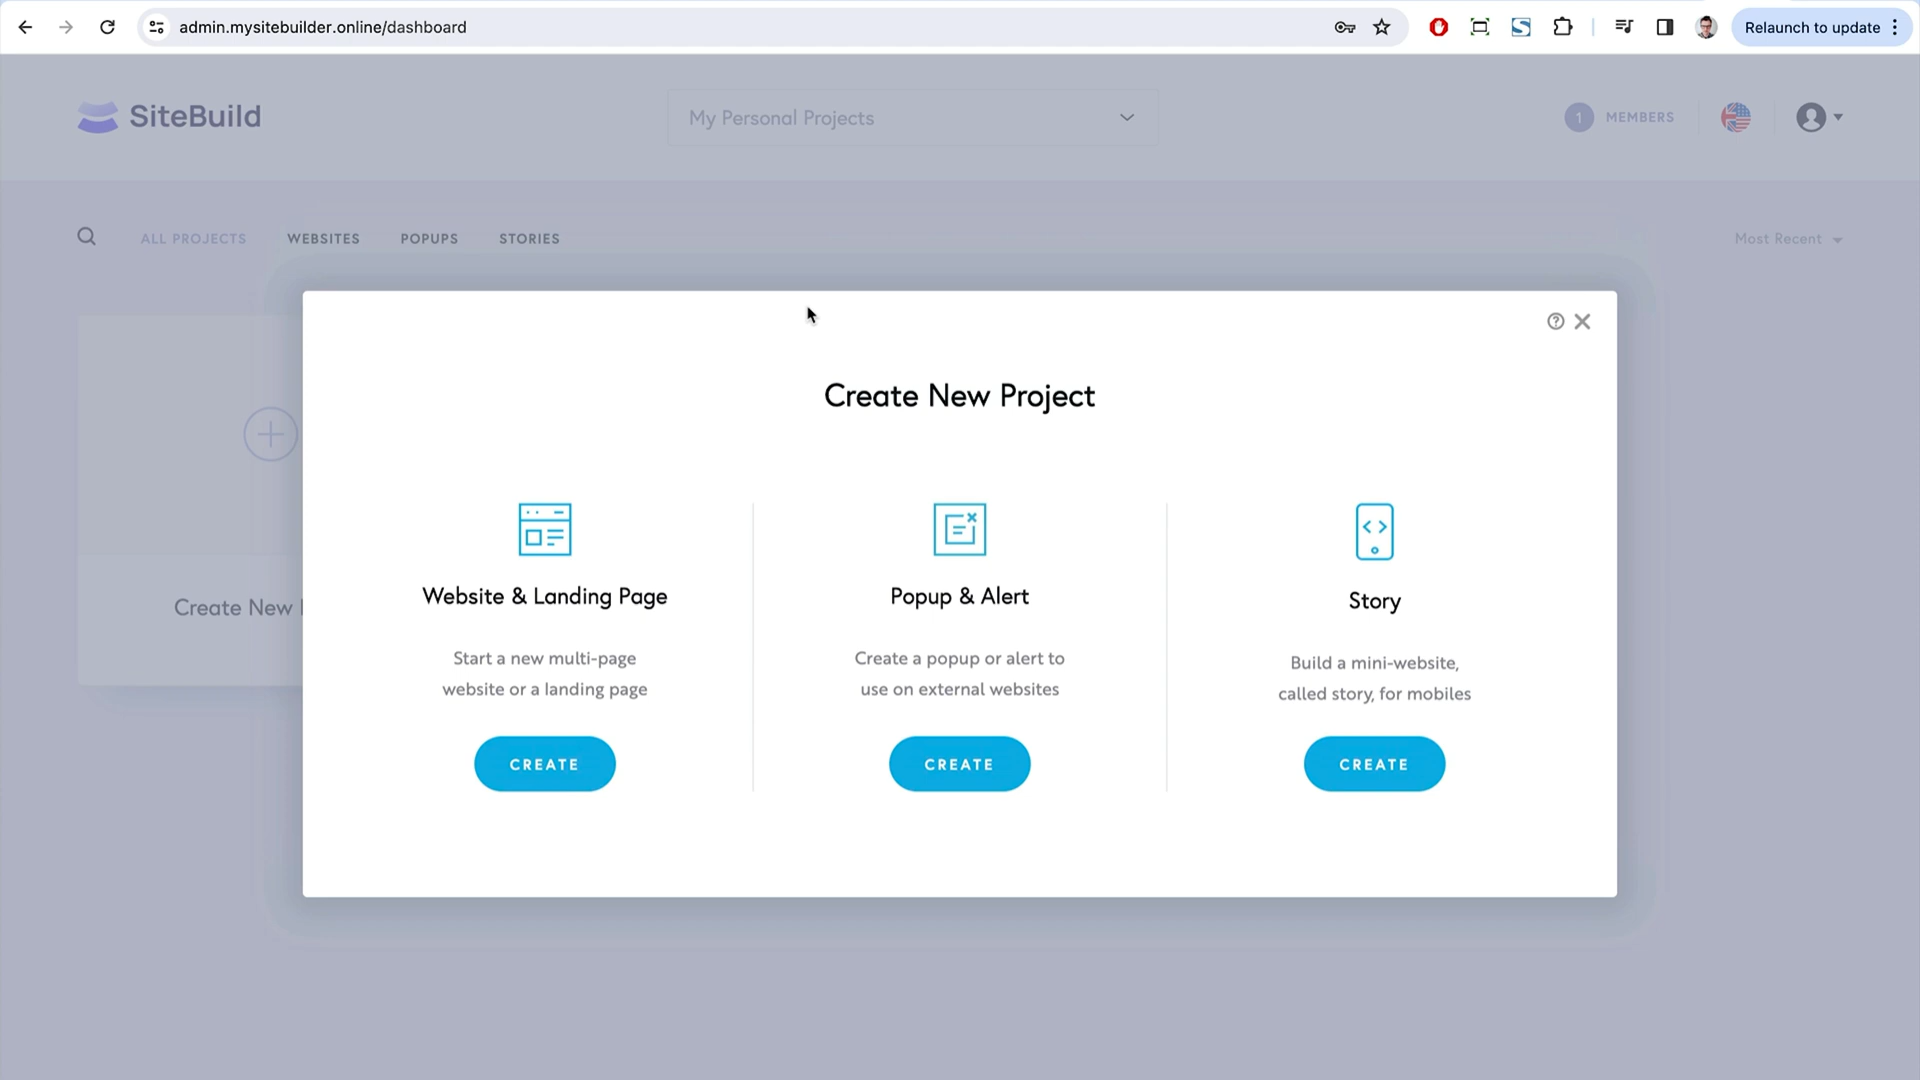 admin.mysitebuilder.online/dashboard
Relaunch to update
SiteBuild
My Personal Projects
1 MEMBERS
ALL PROJECTS WEBSITES POPUPS STORIES
Most Recent
Create New Project
Website & Landing Page
Start a new multi-page
website or a landing page
CREATE
Popup & Alert
Create a popup or alert to
use on external websites
CREATE
Story
Build a mini-website,
called story, for mobiles
CREATE
Create New